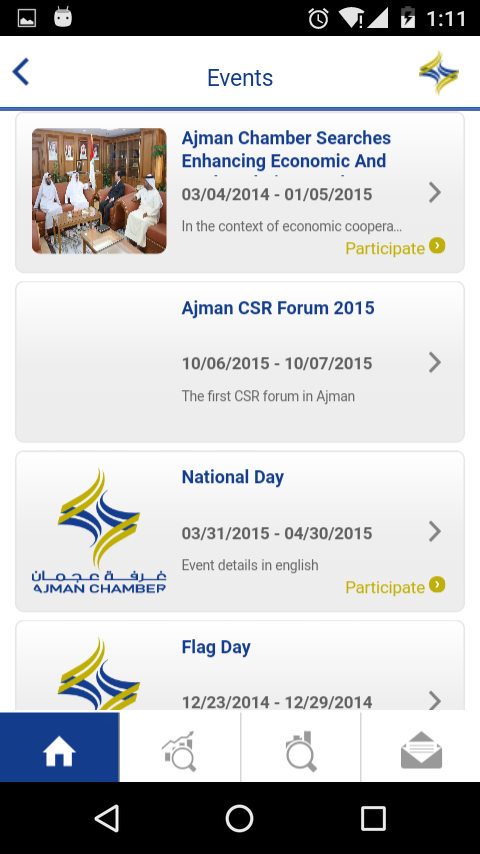 1:11
Events
Ajman Chamber Searches
Enhancing Economic And
03/04/2014 - 01/05/2015
In the context of economic coopera...
Participate
Ajman CSR Forum 2015
10/06/2015 - 10/07/2015
The first CSR forum in Ajman
National Day
03/31/2015 - 04/30/2015
Event details in english
Participate
غرفة عجمان
AJMAN CHAMBER
Flag Day
12/23/2014 - 12/29/2014